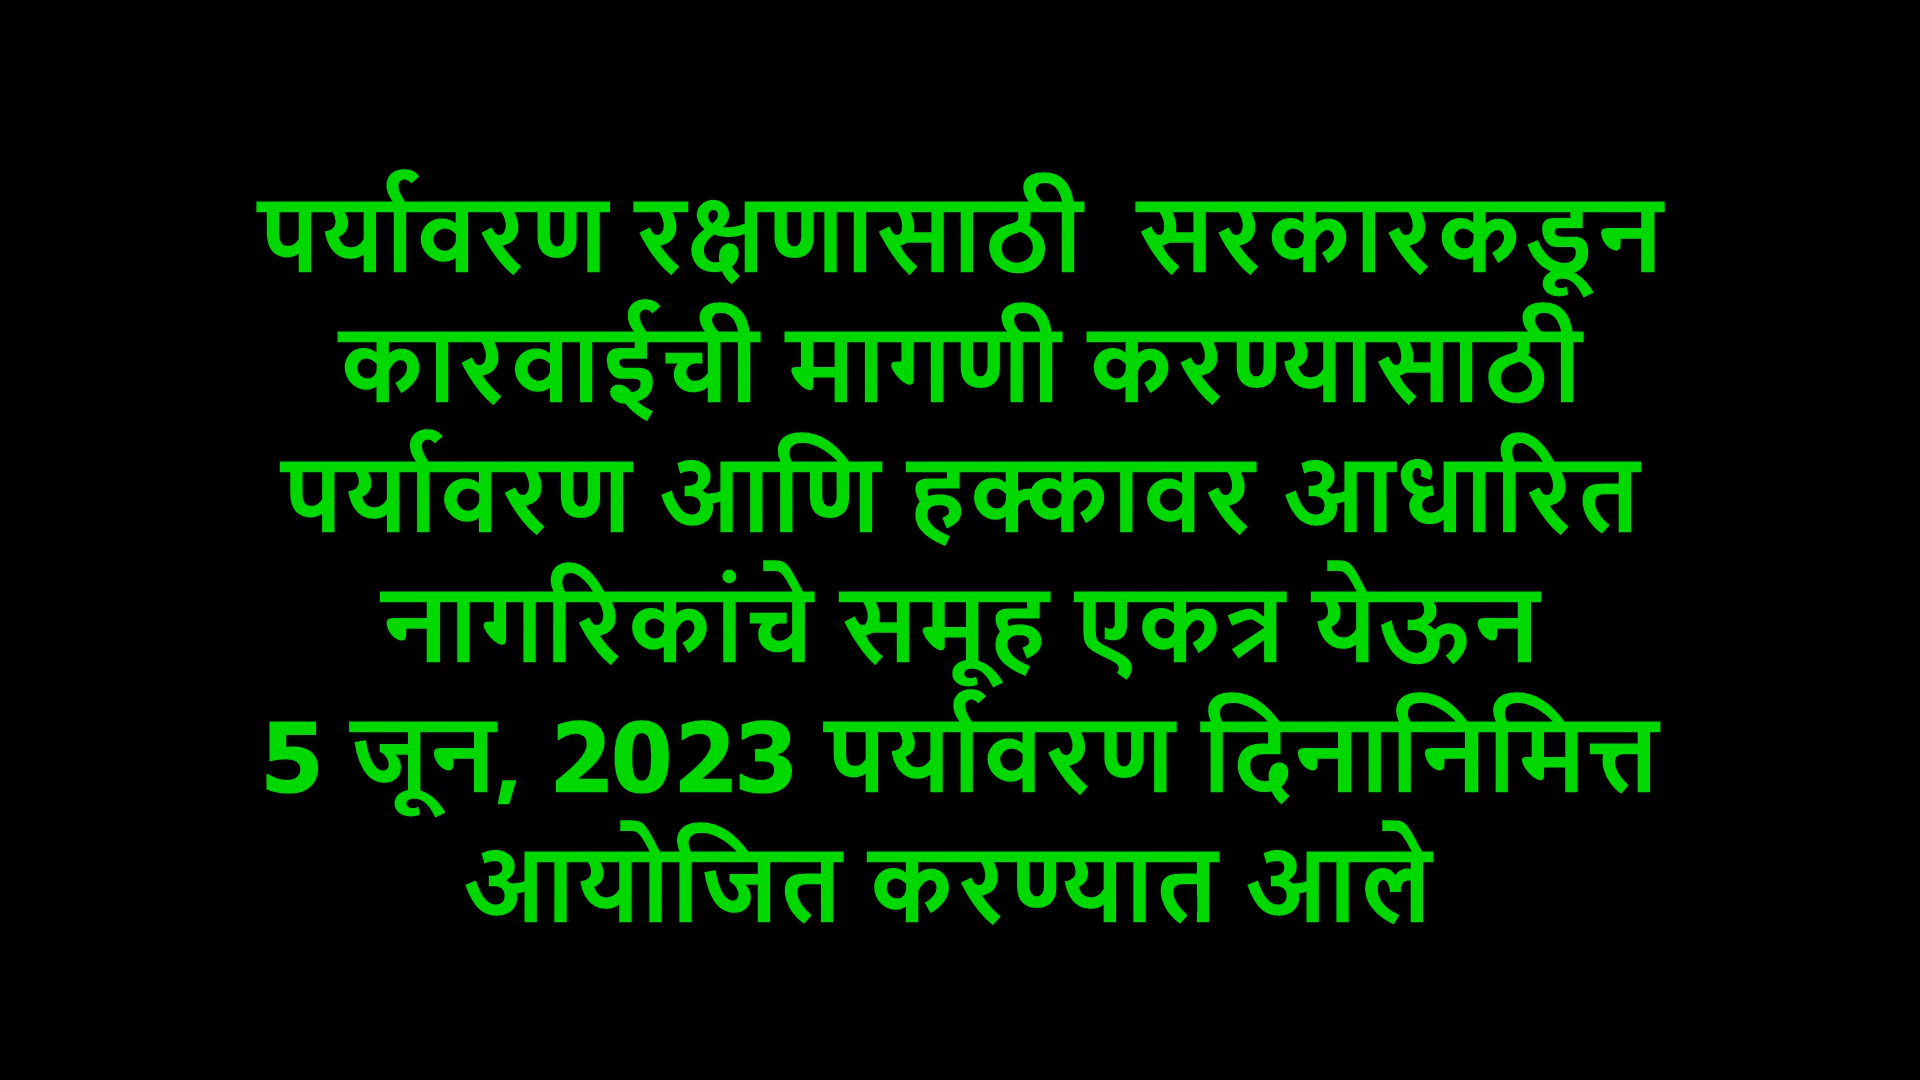 पर्यावरण रक्षणासाठी  सरकारकडून
कारवाईची मागणी करण्यासाठी
पर्यावरण आणि हक्कावर आधारित
नागरिकांचे समूह एकत्र येऊन
5 जून, 2023 पर्यावरण दिनानिमित्त
आयोजित करण्यात आले